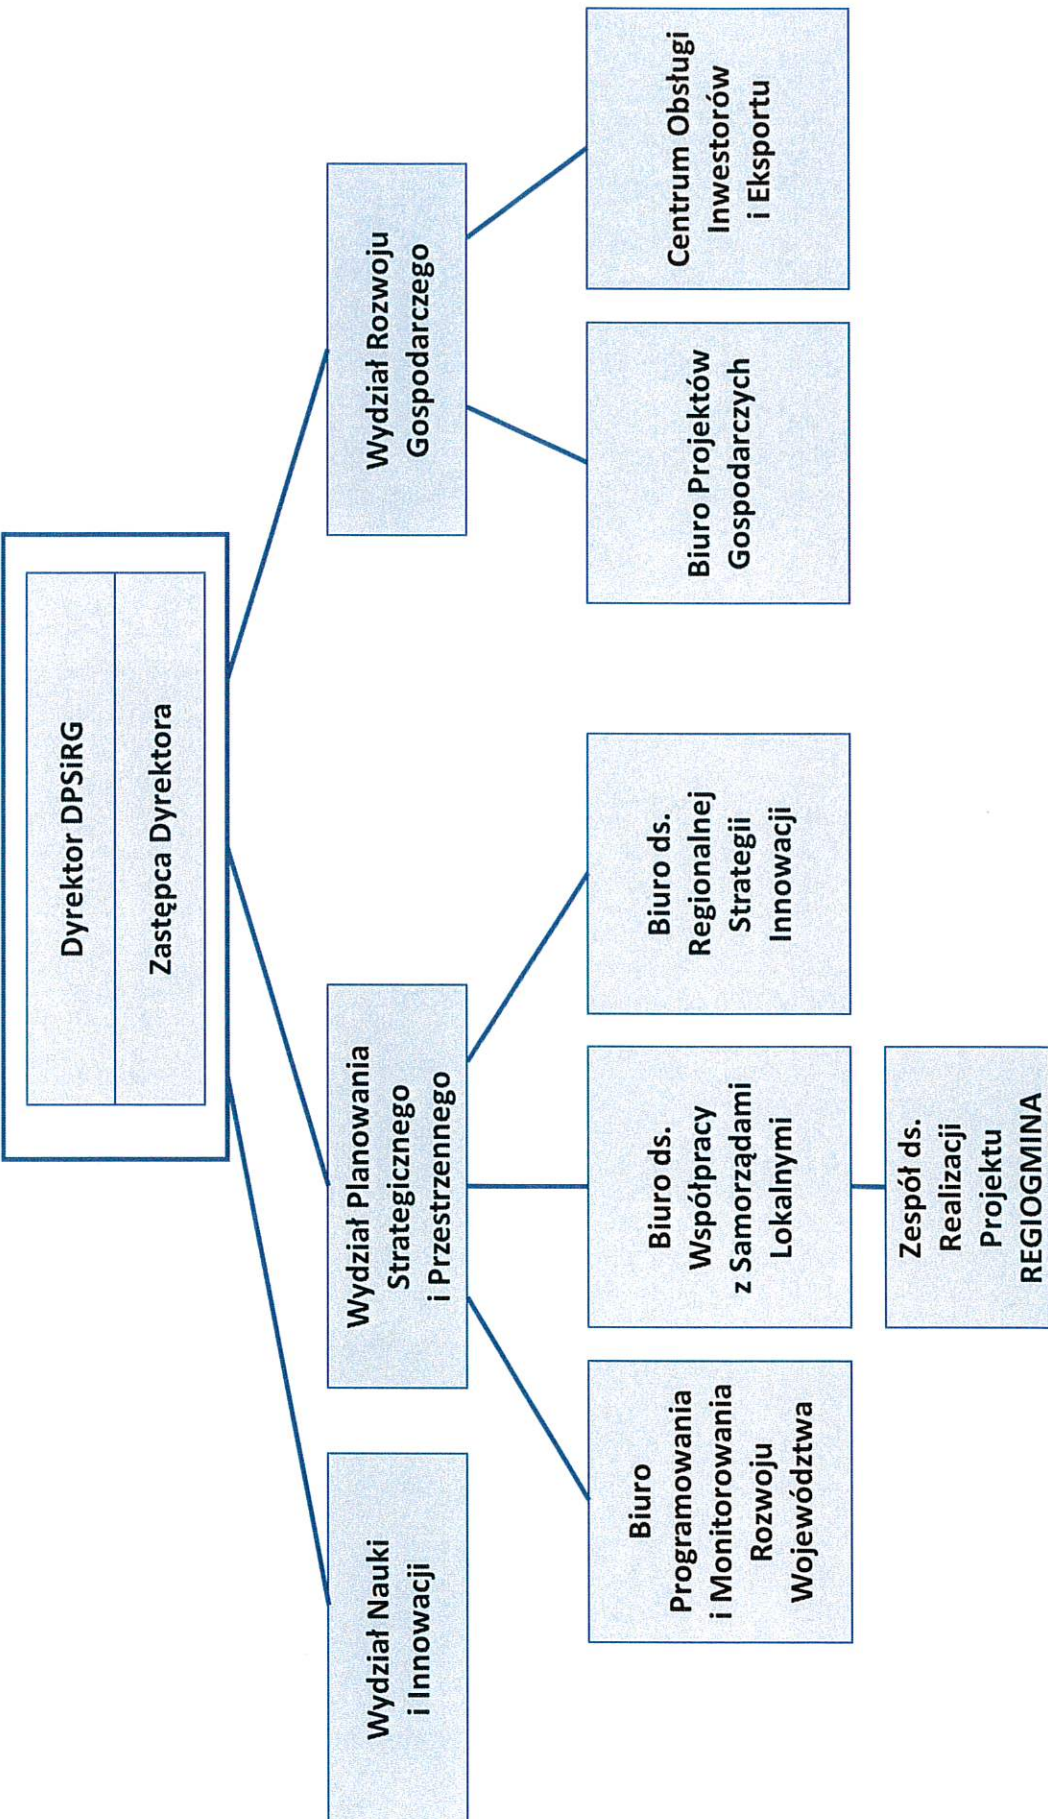 Dyrektor DPSiRG
Zastępca Dyrektora
Wydział Nauki
i Innowacji
Wydział Planowania
Strategicznego
i Przestrzennego
Wydział Rozwoju
Gospodarczego
Biuro
Programowania
i Monitorowania
Rozwoju
Województwa
Biuro ds.
Współpracy
z Samorządami
Lokalnymi
Biuro ds.
Regionalnej
Strategii
Innowacji
Biuro Projektów
Gospodarczych
Centrum Obsługi
Inwestorów
i Eksportu
Zespół ds.
Realizacji
Projektu
REGIOGMINA